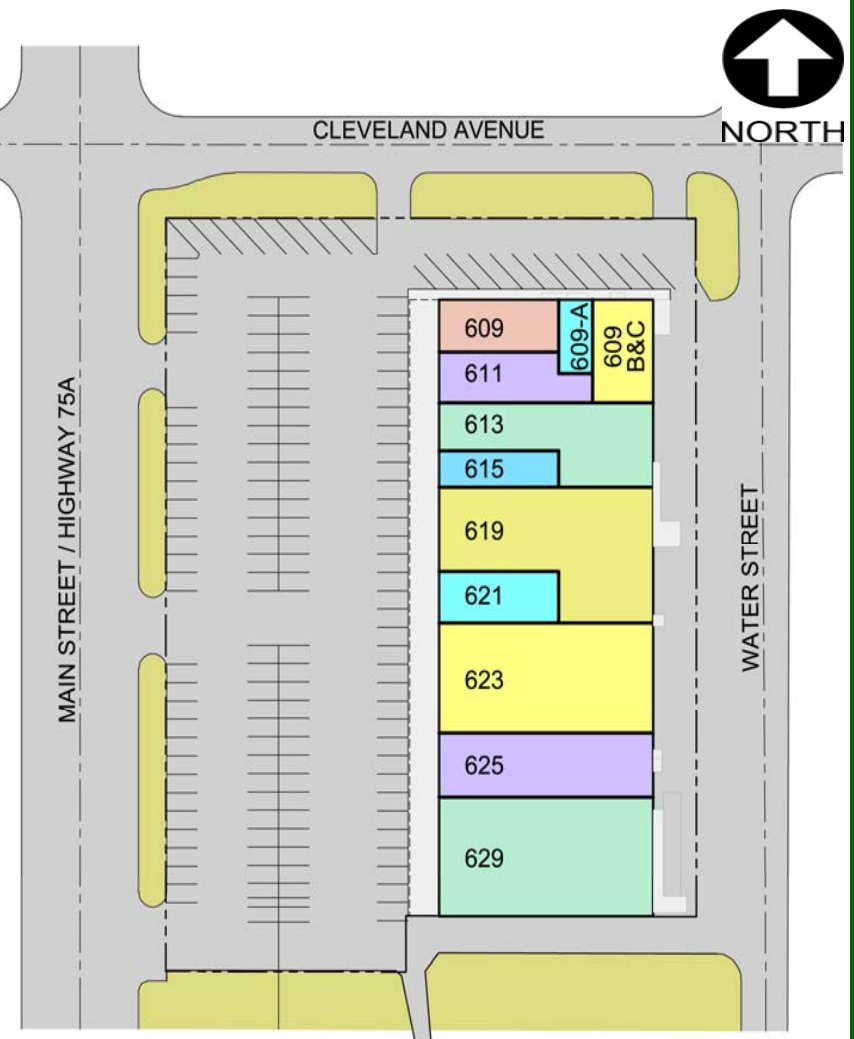 NORTH
CLEVELAND AVENUE
MAIN STREET / HIGHWAY 75A
WATER STREET
609
609-A
609
B&C
611
613
615
619
621
623
625
629